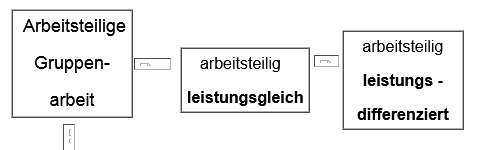 Arbeitsteilige
Gruppen-
arbeit
arbeitsteilig
leistungsgleich
arbeitsteilig
leistungs -
differenziert